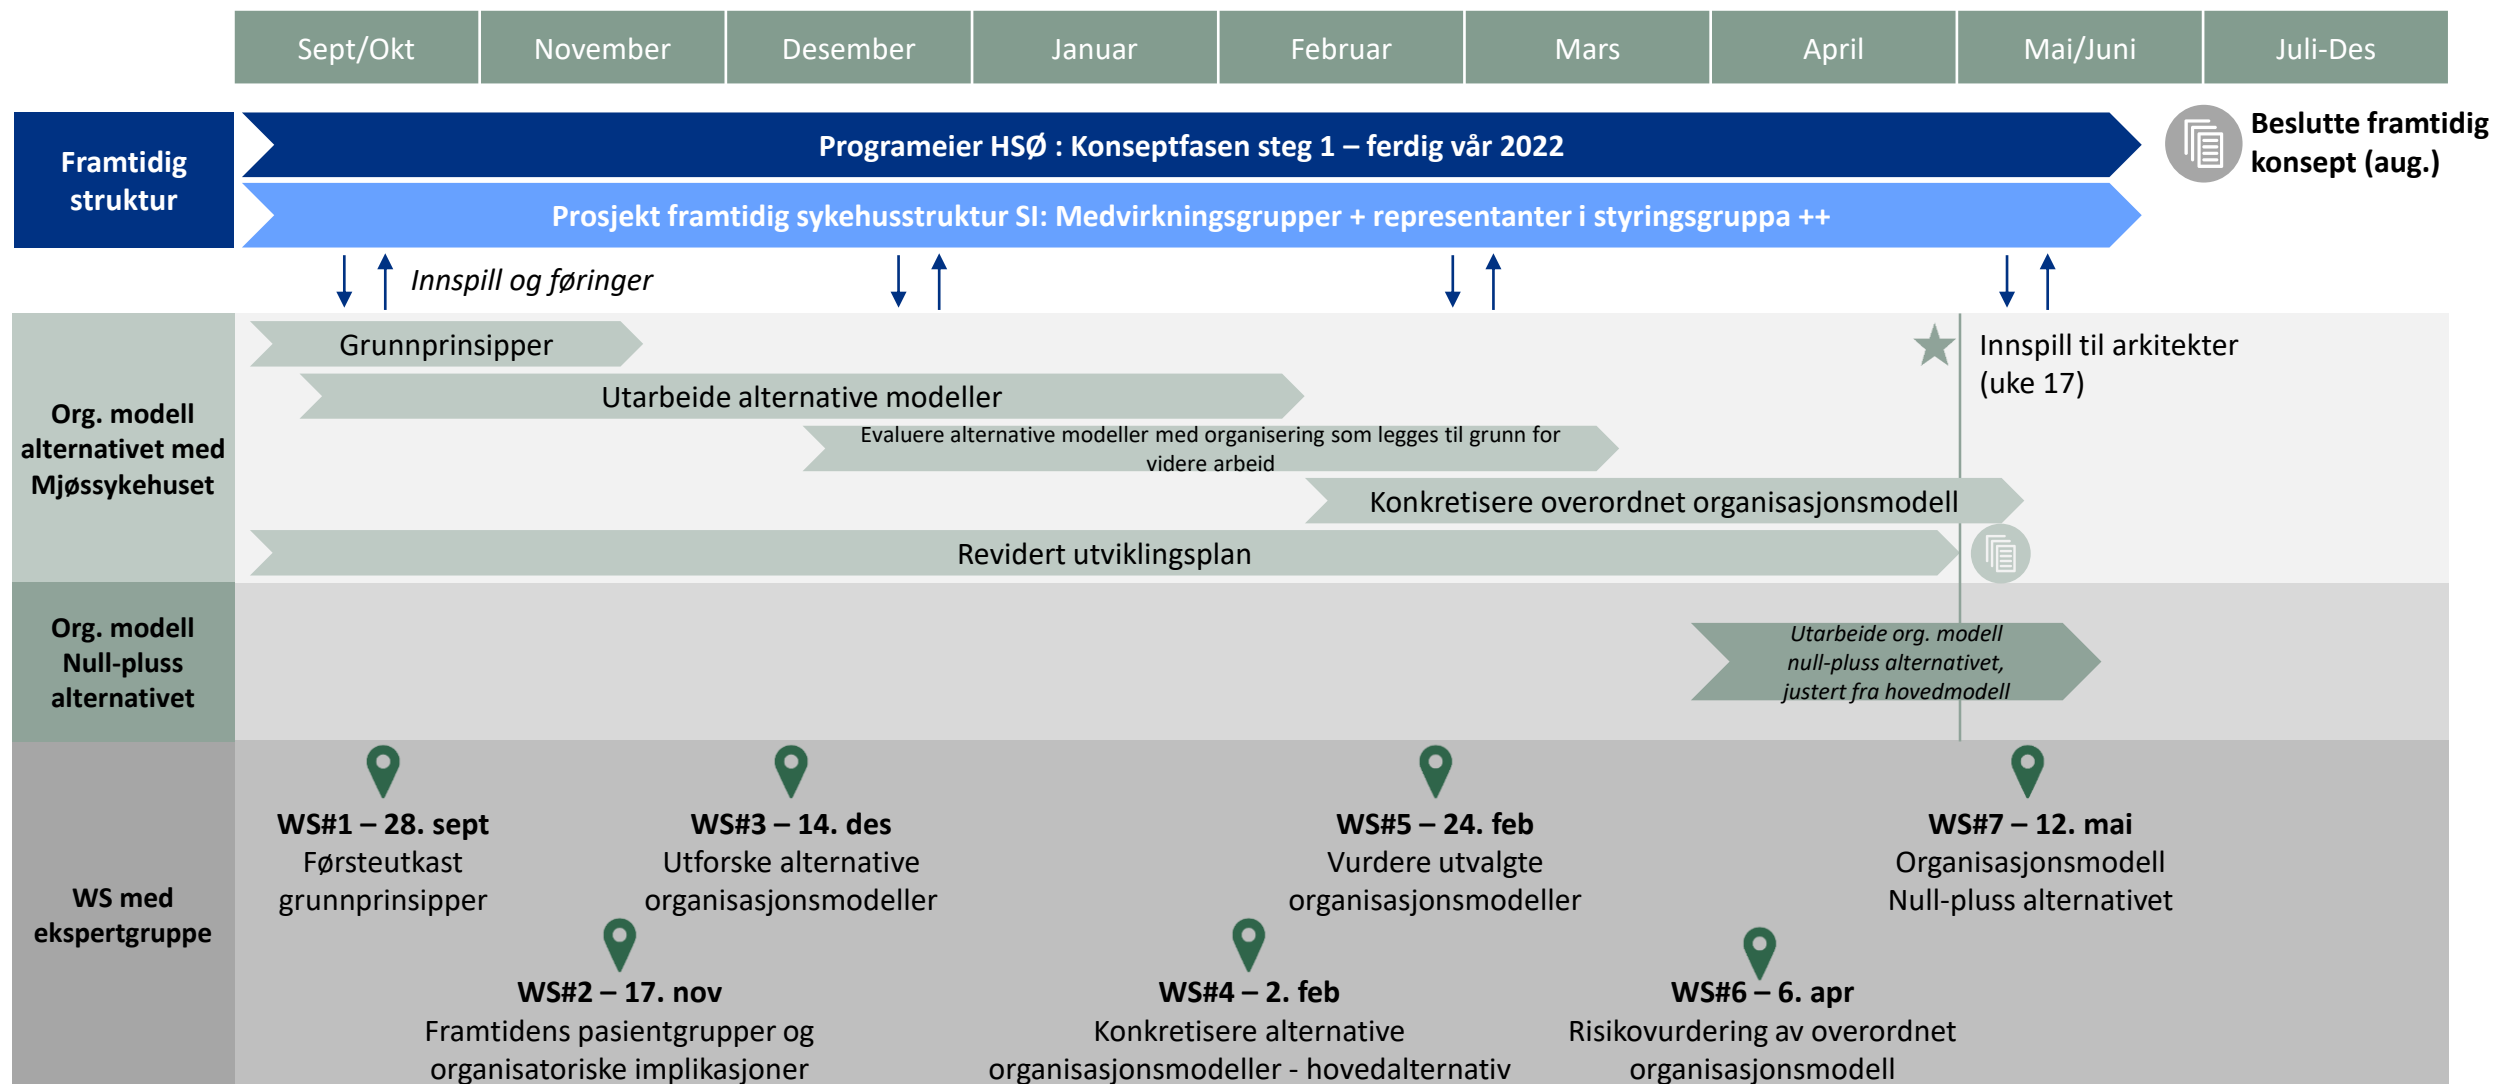 Sept/Okt
November
Desember
Januar
Februar
Mars
April
Mai/Juni
Juli-Des
Framtidig
struktur
Programeier HSØ : Konseptfasen steg 1 – ferdig vår 2022
Prosjekt framtidig sykehusstruktur SI: Medvirkningsgrupper + representanter i styringsgruppa ++
Beslutte framtidig
konsept (aug.)
Innspill og føringer
Org. modell
alternativet med
Mjøssykehuset
Grunnprinsipper
Utarbeide alternative modeller
Evaluere alternative modeller med organisering som legges til grunn for
videre arbeid
Konkretisere overordnet organisasjonsmodell
Revidert utviklingsplan
Innspill til arkitekter
(uke 17)
Org. modell
Null-pluss
alternativet
Utarbeide org. modell
null-pluss alternativet,
justert fra hovedmodell
WS med
ekspertgruppe
WS#1 – 28. sept
Førsteutkast
grunnprinsipper
WS#2 – 17. nov
Framtidens pasientgrupper og
organisatoriske implikasjoner
WS#3 – 14. des
Utforske alternative
organisasjonsmodeller
WS#4 – 2. feb
Konkretisere alternative
organisasjonsmodeller - hovedalternativ
WS#5 – 24. feb
Vurdere utvalgte
organisasjonsmodeller
WS#6 – 6. apr
Risikovurdering av overordnet
organisasjonsmodell
WS#7 – 12. mai
Organisasjonsmodell
Null-pluss alternativet